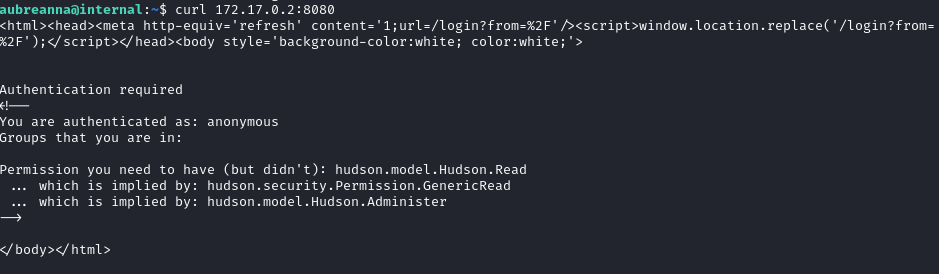 aubreanna@internal:~$ curl 172.17.0.2:8080
<html><head><meta http-equiv='refresh' content='1;url=/login?from=%2F'/><script>window.location.replace('/login?from=
%2F');</script></head><body style='background-color:white; color:white;'>
Authentication required
<!--
You are authenticated as: anonymous
Groups that you are in:
Permission you need to have (but didn't): hudson.model.Hudson.Read
... which is implied by: hudson.security.Permission.GenericRead
... which is implied by: hudson.model.Hudson.Administer
-->
</body></html>